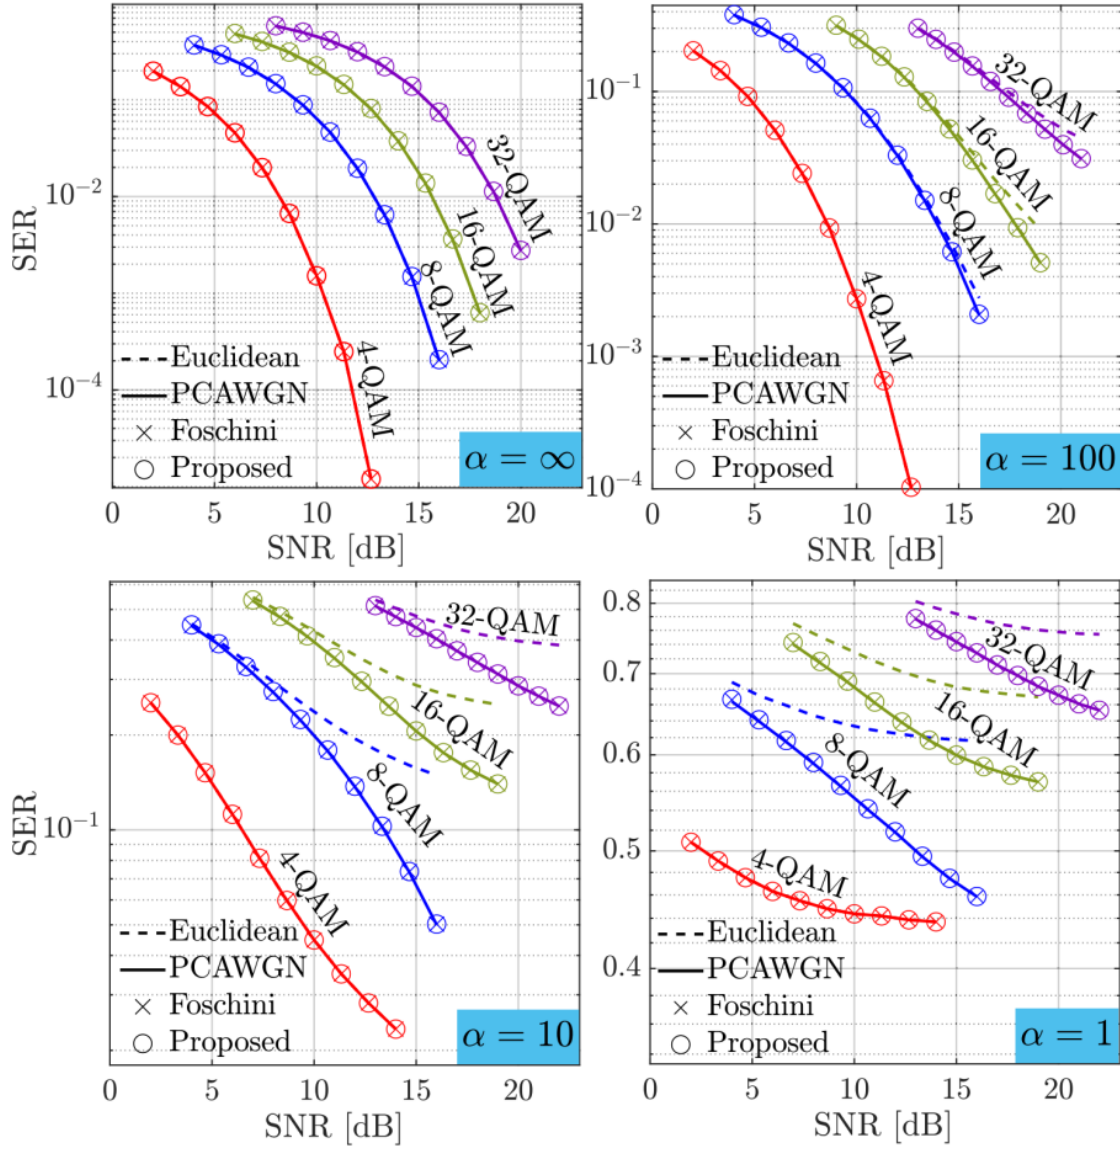 SER
10^{-2}
10^{-4}
32-QAM
16-QAM
8-QAM
4-QAM
Euclidean
PCAWGN
Foschini
Proposed
α = ∞
5
10
15
20
SNR [dB]
10^{-1}
10^{-2}
10^{-3}
10^{-4}
32-QAM
16-QAM
8-QAM
4-QAM
Euclidean
PCAWGN
Foschini
Proposed
α = 100
0
5
10
15
20
SNR [dB]
SER
10^{-1}
32-QAM
16-QAM
8-QAM
4-QAM
Euclidean
PCAWGN
Foschini
Proposed
α = 10
0
5
10
15
20
SNR [dB]
0.8
0.7
0.6
0.5
0.4
32-QAM
16-QAM
8-QAM
4-QAM
Euclidean
PCAWGN
Foschini
Proposed
α = 1
0
5
10
15
20
SNR [dB]